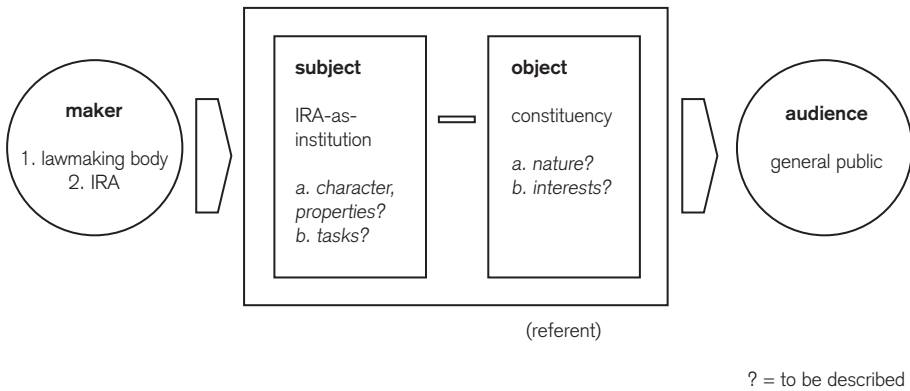 maker
1. lawmaking body
2. IRA
subject
IRA-as-
institution
a. character,
properties?
b. tasks?
object
constituency
a. nature?
b. interests?
audience
general public
(referent)
? = to be described